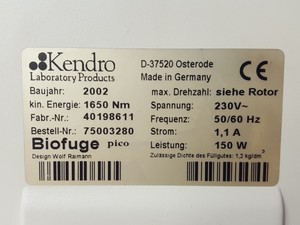 Kendro
Laboratory Products
D-37520 Osterode
Made in Germany
CE
Baujahr: 2002
max. Drehzahl: siehe Rotor
kin. Energie: 1650 Nm
Spannung: 230V~
Fabr.-Nr.: 40198611
Frequenz: 50/60 Hz
Bestell-Nr.: 75003280
Strom: 1,1 A
Biofuge pico
Leistung: 150 W
Design Wolf Raimann
Zulässige Dichte des Füllgutes: 1,2 kg/dm³